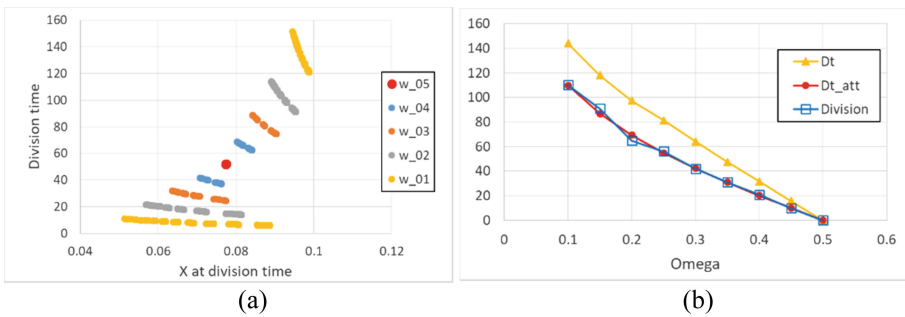 160
140
120
100
80
60
40
20
0
Division time
0.04 0.06 0.08 0.1 0.12
X at division time
w_05
w_04
w_03
w_02
w_01
(a)
160
140
120
100
80
60
40
20
0
0 0.1 0.2 0.3 0.4 0.5 0.6
Omega
Dt
Dt_att
Division
(b)